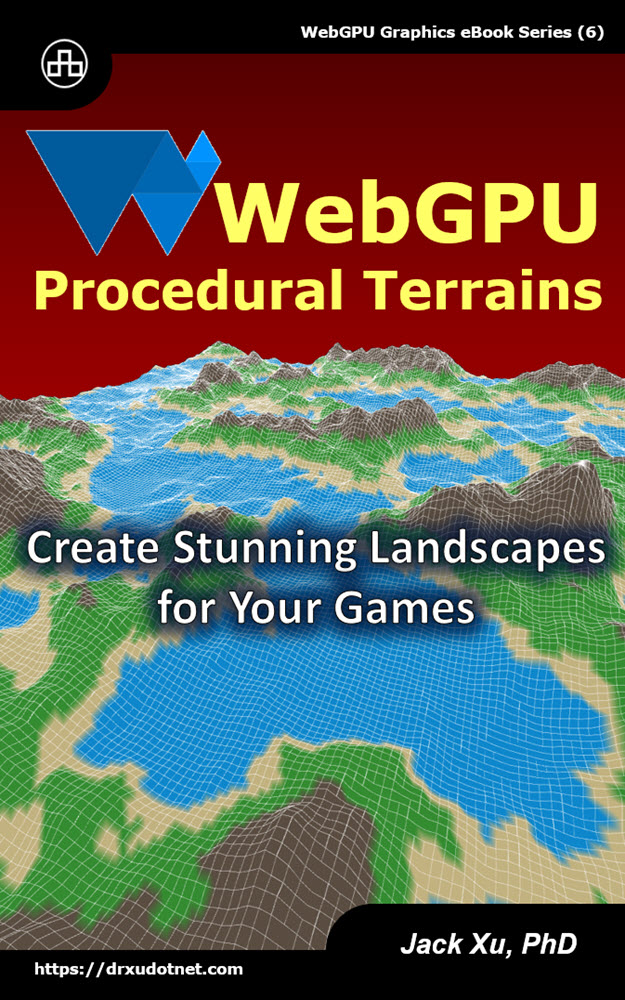 WebGPU Graphics eBook Series (6)
WebGPU
Procedural Terrains
Create Stunning Landscapes
for Your Games
Jack Xu, PhD
https://drxudotnet.com